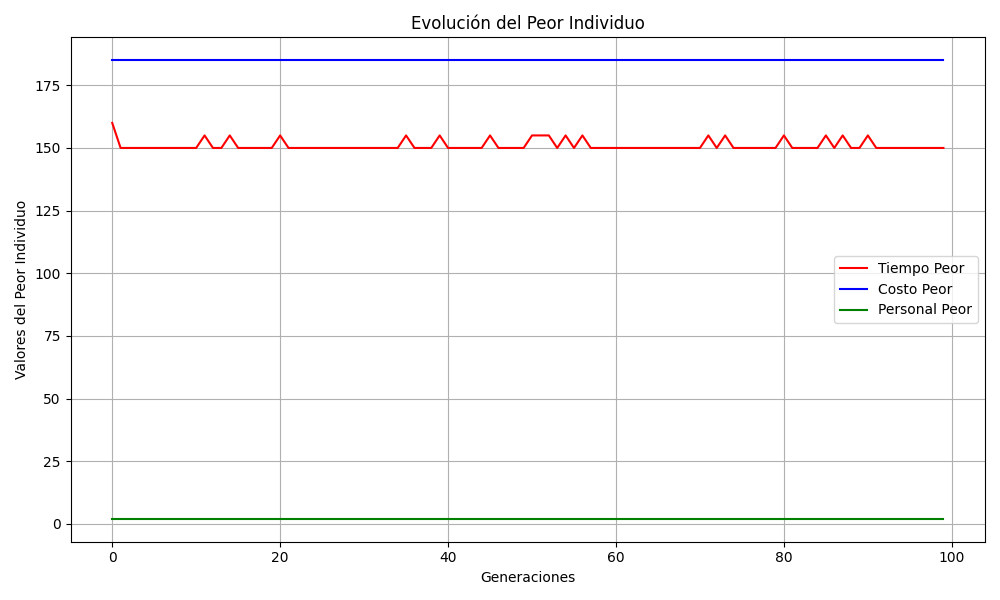 Evolución del Peor Individuo
Valores del Peor Individuo
175
150
125
100
75
50
25
0
Tiempo Peor
Costo Peor
Personal Peor
0 20 40 60 80 100
Generaciones